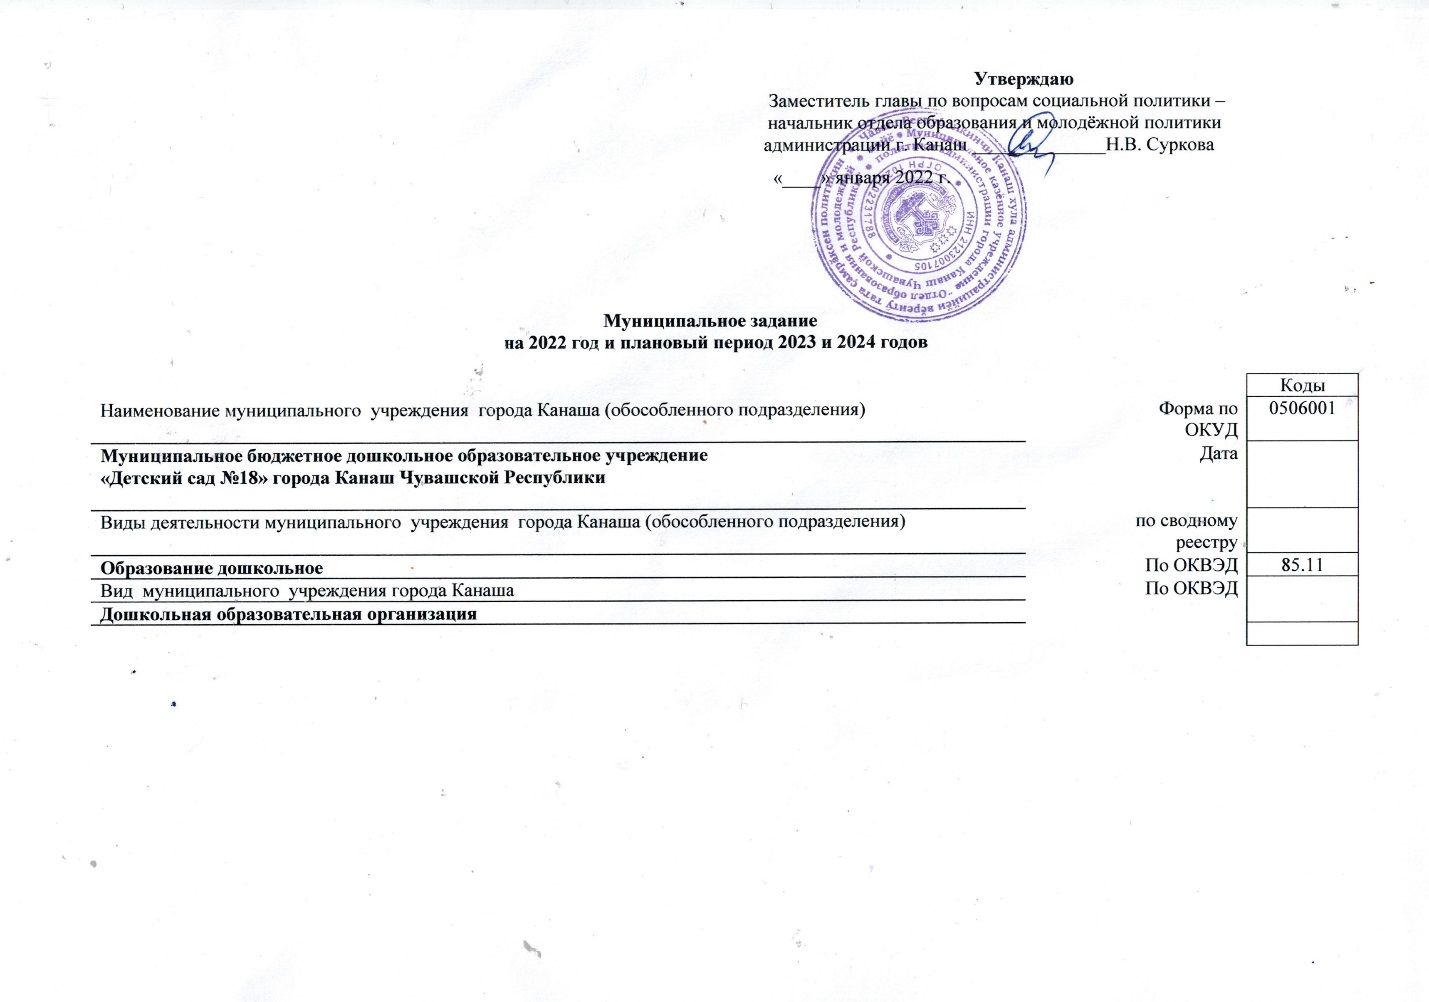 Утверждаю
Заместитель главы по вопросам социальной политики –
начальник отдела образования и молодёжной политики
администраций г. Канаш ______________Н.В. Суркова
«____» января 2022 г.
ИНН 2123007105
Муниципальное задание
на 2022 год и плановый период 2023 и 2024 годов
Коды
Наименование муниципального учреждения города Канаша (обособленного подразделения)
Форма по ОКУД
0506001
Муниципальное бюджетное дошкольное образовательное учреждение
«Детский сад №18» города Канаш Чувашской Республики
Дата
Виды деятельности муниципального учреждения города Канаша (обособленного подразделения)
по сводному реестру
Образование дошкольное
По ОКВЭД
85.11
Вид муниципального учреждения города Канаша
По ОКВЭД
Дошкольная образовательная организация